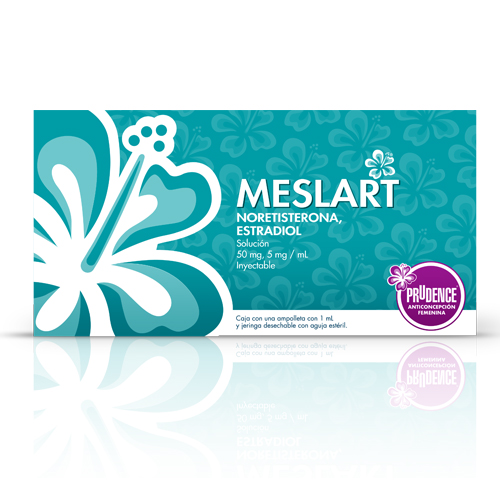 MESLART
NORETISTERONA,
ESTRADIOL
Solución
50 mg, 5 mg / mL
Inyectable
PRUDENCE
ANTICONCEPCIÓN
FEMENINA
Caja con una ampolleta con 1 mL
y jeringa desechable con aguja estéril.